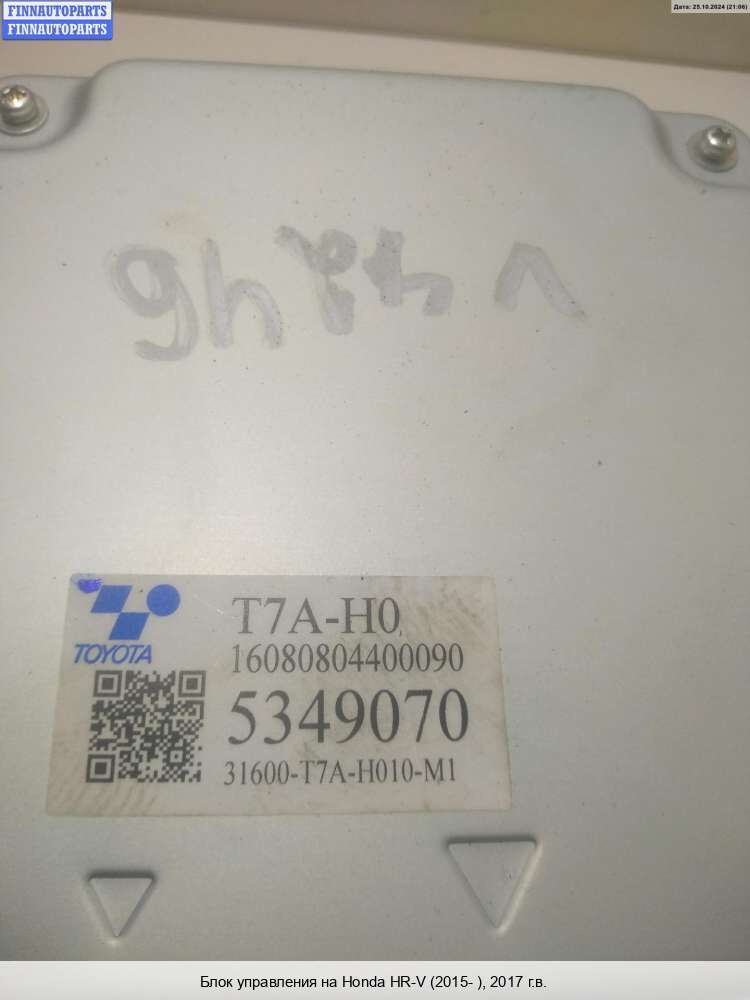 FINNAUTOPARTS
FINNAUTOPARTS
Дата: 25.10.2024 (21:06)
T7A-H0
TOYOTA
16080804400090
5349070
31600-T7A-H010-M1
Блок управления на Honda HR-V (2015- ), 2017 г.в.